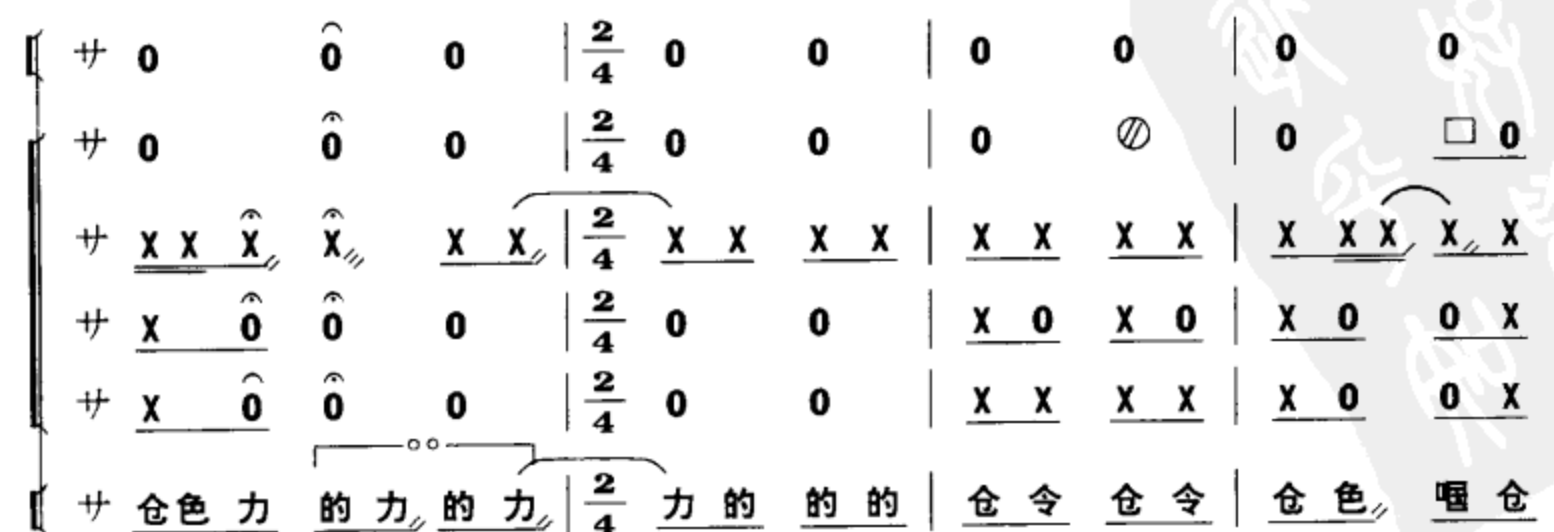 サ 0 0 0 | 2/4 0 0 | 0 0 | 0 0
サ 0 0 0 | 2/4 0 0 | 0 | 0 0
サ X X X X X X | 2/4 X X X X | X X X X | X X X X X
サ X 0 0 0 | 2/4 0 0 | X 0 X 0 | X 0 0 X
サ X 0 0 0 | 2/4 0 0 | X X X X | X 0 0 X
サ 仓 色 力 的 力 的 力 | 2/4 力 的 的 的 | 仓 令 仓 令 | 仓 色 仓